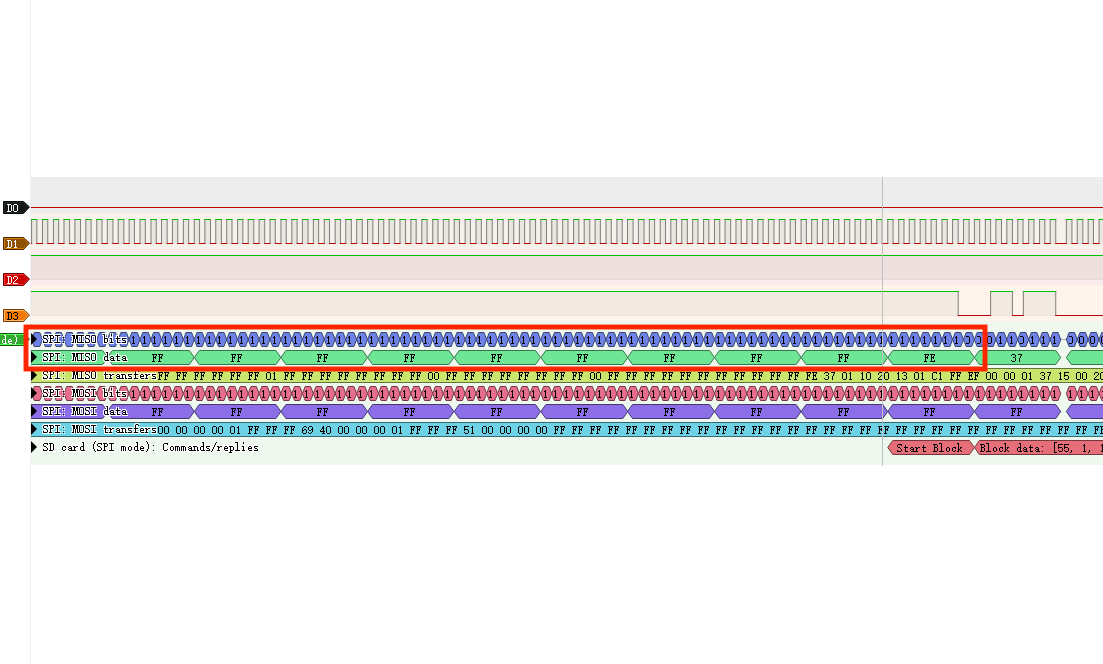 D0
D1
D2
D3
de)
SPI: MISO bits
SPI: MISO data FF FF FF FF FF FF FF FF FF FE 37
SPI: MISO transfers FF FF FF FF FF FF 01 FF FF FF FF FF FF FF FF 00 FF FF FF FF FF FF FF FF 00 FF FF FF FF FF FF FF FF FF FF FF FE 37 01 10 20 13 01 C1 FF EF 00 00 01 37 15 00 20
SPI: MOSI bits
SPI: MOSI data FF FF FF FF FF FF FF FF FF FF FF
SPI: MOSI transfers 00 00 00 00 01 FF FF FF 69 40 00 00 00 01 FF FF FF 51 00 00 00 00 FF FF FF FF FF FF FF FF FF FF FF FF FF FF FF FF FF FF FF FF FF FF FF FF FF FF FF FF FF FF
SD card (SPI mode): Commands/replies Start Block Block data: [55, 1, 1